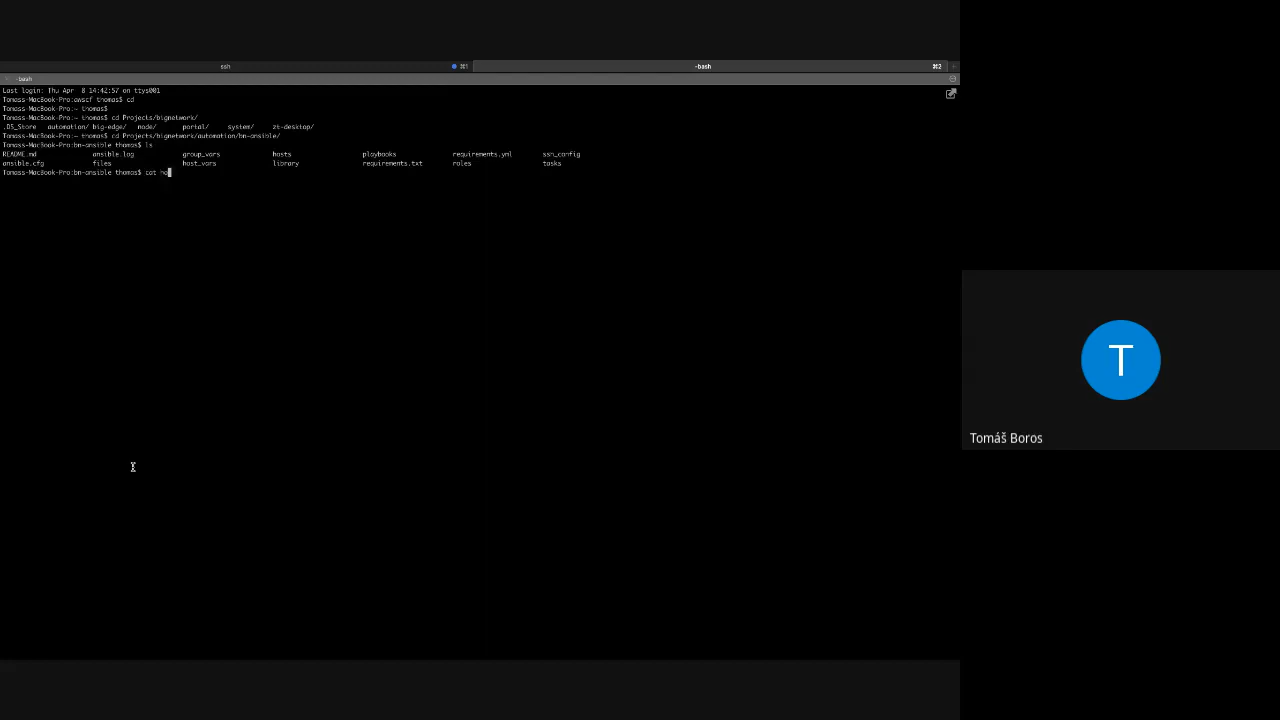 ssh ⌘1 -bash ⌘2
-bash
Last login: Thu Apr  8 14:42:57 on ttys001
Tomass-MacBook-Pro:awscf thomas$ cd
Tomass-MacBook-Pro:~ thomas$
Tomass-MacBook-Pro:~ thomas$ cd Projects/bignetwork/
.DS_Store automation/ big-edge/ node/ portal/ system/ zt-desktop/
Tomass-MacBook-Pro:~ thomas$ cd Projects/bignetwork/automation/bn-ansible/
Tomass-MacBook-Pro:bn-ansible thomas$ ls
README.md ansible.log group_vars hosts playbooks requirements.yml ssh_config
ansible.cfg files host_vars library requirements.txt roles tasks
Tomass-MacBook-Pro:bn-ansible thomas$ cat ho
T
Tomáš Boros